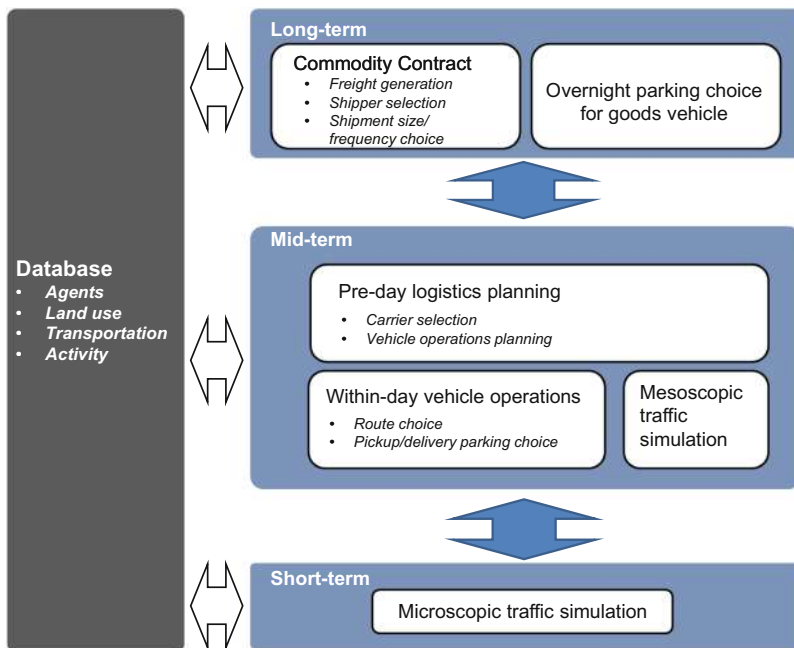 Database
• Agents
• Land use
• Transportation
• Activity
Long-term
Commodity Contract
• Freight generation
• Shipper selection
• Shipment size/
frequency choice
Overnight parking choice
for goods vehicle
Mid-term
Pre-day logistics planning
• Carrier selection
• Vehicle operations planning
Within-day vehicle operations
• Route choice
• Pickup/delivery parking choice
Mesoscopic
traffic
simulation
Short-term
Microscopic traffic simulation